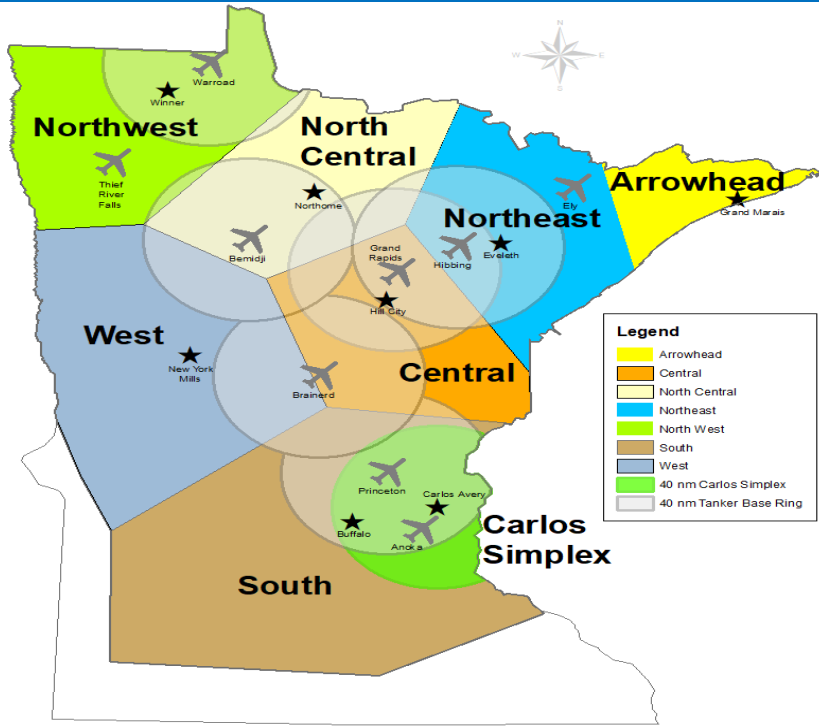 N
W
E
S
Warroad
Winner
Northwest
Thief
River
Falls
North
Central
Northome
Bemidji
Arrowhead
Grand Marais
Ely
Northeast
Grand
Rapids
Hibbing
Eveleth
Hill City
West
New York
Mills
Brainerd
Central
Princeton
Carlos Avery
Buffalo
Anoka
Carlos
Simplex
South
Legend
Arrowhead
Central
North Central
Northeast
North West
South
West
40 nm Carlos Simplex
40 nm Tanker Base Ring